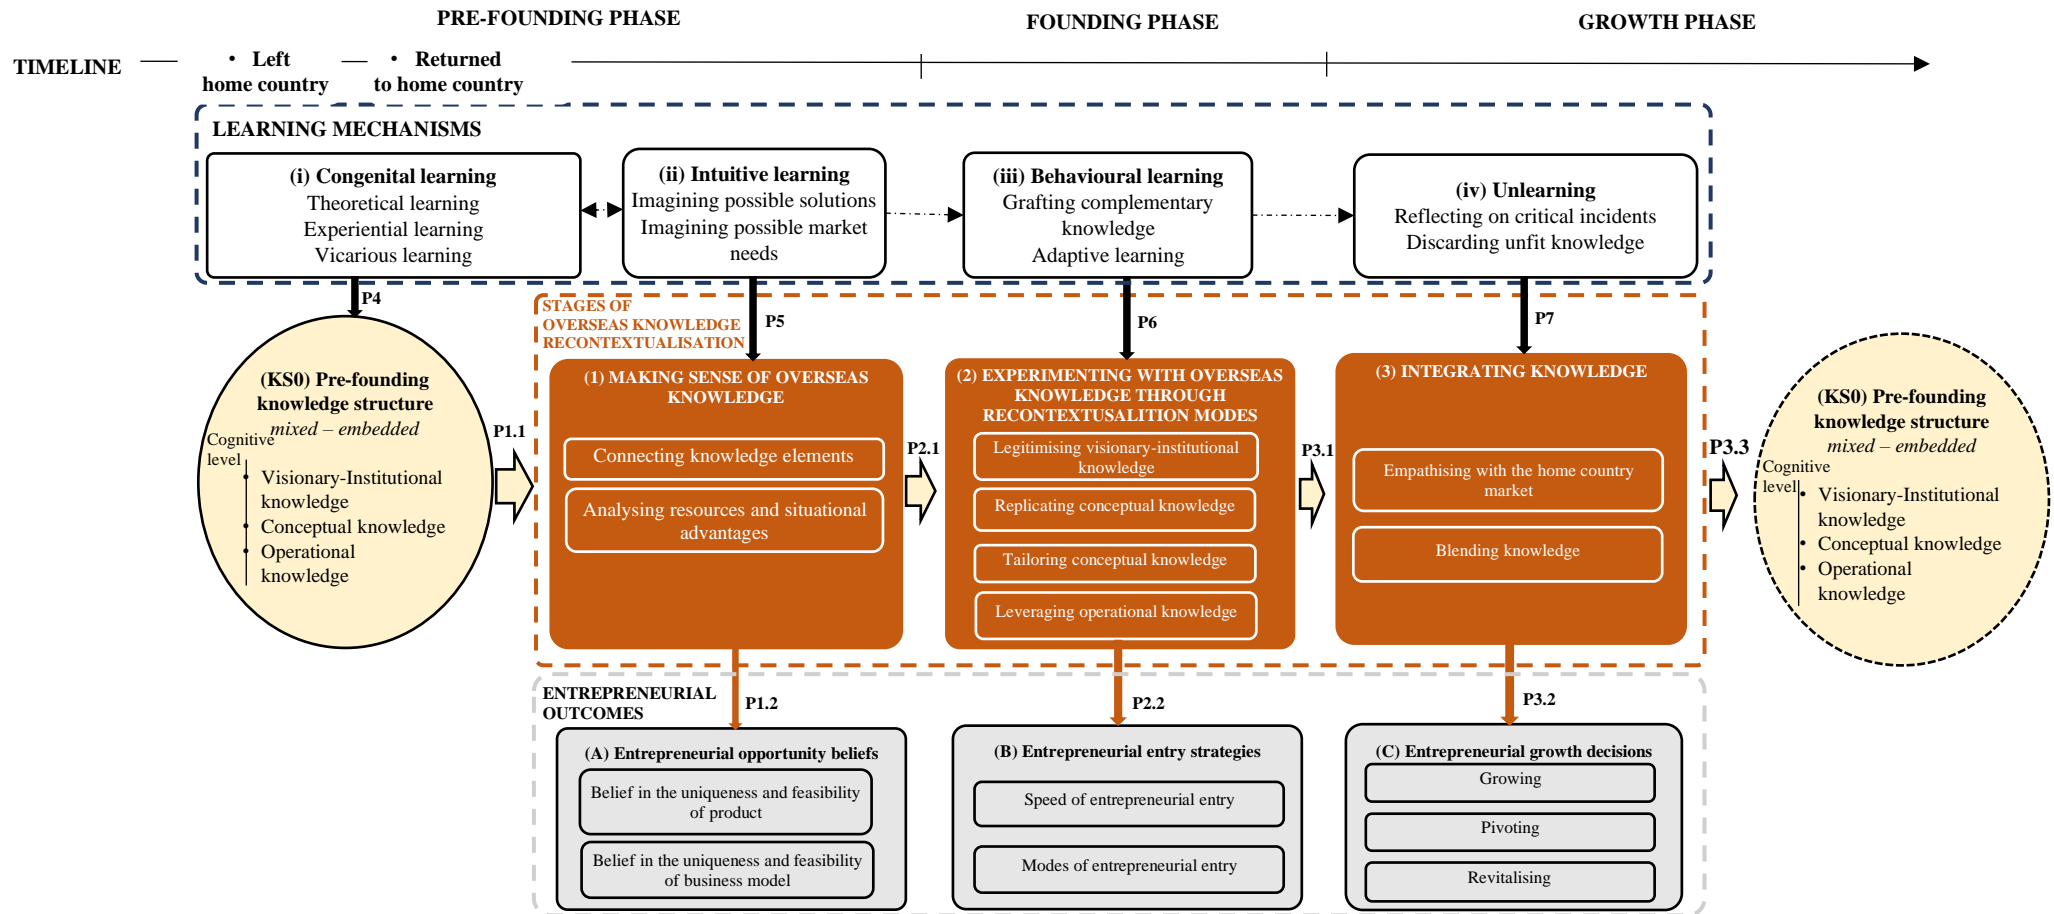 PRE-FOUNDING PHASE
FOUNDING PHASE
GROWTH PHASE
TIMELINE
• Left
home country
• Returned
to home country
LEARNING MECHANISMS
(i) Congenital learning
Theoretical learning
Experiential learning
Vicarious learning
(ii) Intuitive learning
Imagining possible solutions
Imagining possible market
needs
(iii) Behavioural learning
Grafting complementary
knowledge
Adaptive learning
(iv) Unlearning
Reflecting on critical incidents
Discarding unfit knowledge
P4
P5
P6
P7
STAGES OF
OVERSEAS KNOWLEDGE
RECONTEXTUALISATION
(KS0) Pre-founding
knowledge structure
mixed – embedded
Cognitive
level
• Visionary-Institutional
knowledge
• Conceptual knowledge
• Operational
knowledge
P1.1
(1) MAKING SENSE OF OVERSEAS
KNOWLEDGE
Connecting knowledge elements
Analysing resources and situational
advantages
P2.1
(2) EXPERIMENTING WITH OVERSEAS
KNOWLEDGE THROUGH
RECONTEXTUSALITION MODES
Legitimising visionary-institutional
knowledge
Replicating conceptual knowledge
Tailoring conceptual knowledge
Leveraging operational knowledge
P3.1
(3) INTEGRATING KNOWLEDGE
Empathising with the home country
market
Blending knowledge
P3.3
(KS0) Pre-founding
knowledge structure
mixed – embedded
Cognitive
level
• Visionary-Institutional
knowledge
• Conceptual knowledge
• Operational
knowledge
ENTREPRENEURIAL
OUTCOMES
P1.2
P2.2
P3.2
(A) Entrepreneurial opportunity beliefs
Belief in the uniqueness and feasibility
of product
Belief in the uniqueness and feasibility
of business model
(B) Entrepreneurial entry strategies
Speed of entrepreneurial entry
Modes of entrepreneurial entry
(C) Entrepreneurial growth decisions
Growing
Pivoting
Revitalising